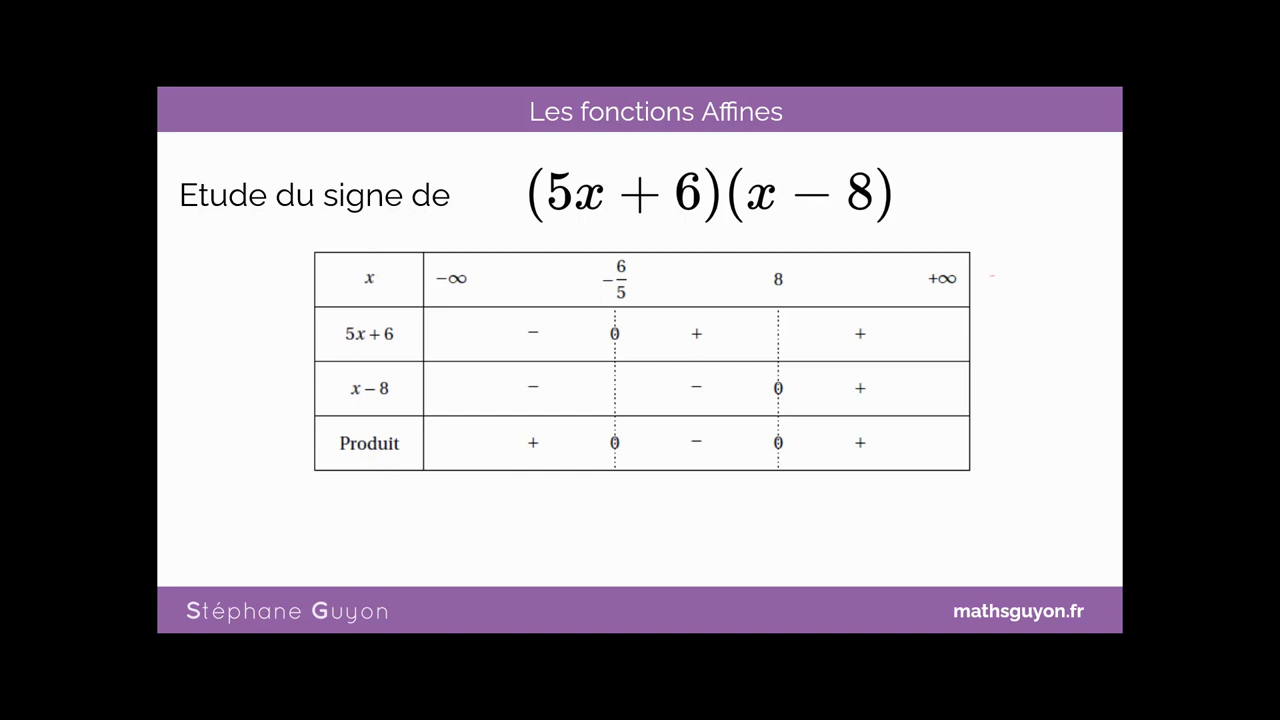 Les fonctions Affines
Etude du signe de (5x + 6)(x − 8)
x −∞ −6/5 8 +∞
5x + 6 − 0 + +
x − 8 − − 0 +
Produit + 0 − 0 +
Stéphane Guyon mathsguyon.fr